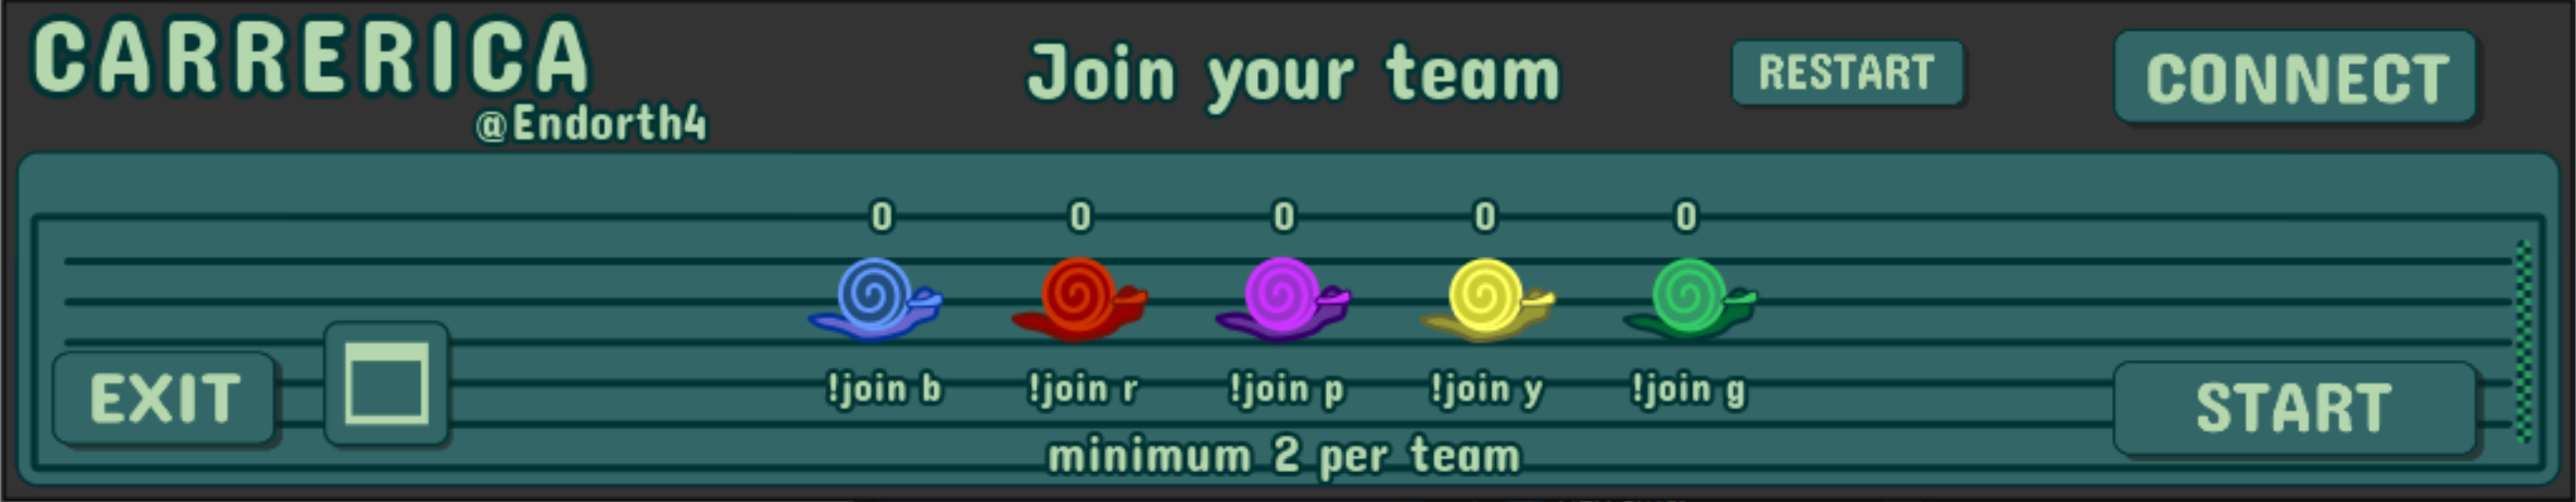 CARRERICA
@Endorth4
Join your team
RESTART
CONNECT
0 0 0 0 0
!join b !join r !join p !join y !join g
EXIT
START
minimum 2 per team